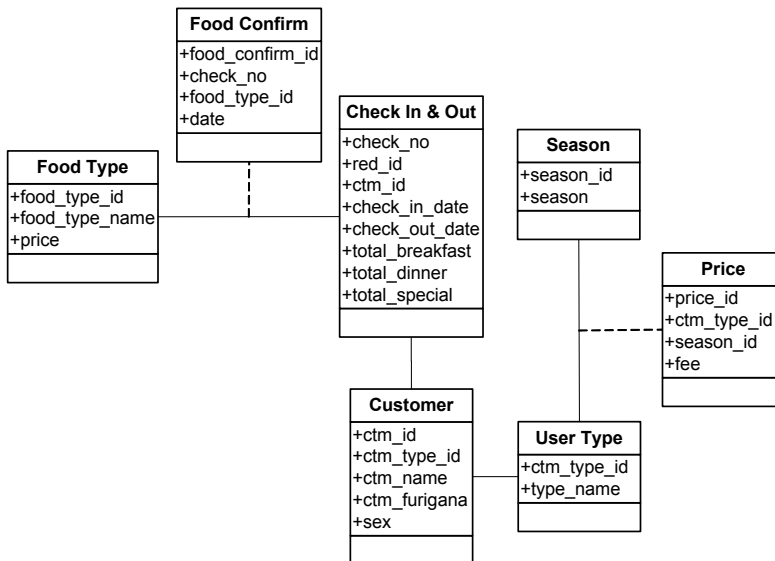 Food Confirm
+food_confirm_id
+check_no
+food_type_id
+date
Food Type
+food_type_id
+food_type_name
+price
Check In & Out
+check_no
+red_id
+ctm_id
+check_in_date
+check_out_date
+total_breakfast
+total_dinner
+total_special
Season
+season_id
+season
Price
+price_id
+ctm_type_id
+season_id
+fee
Customer
+ctm_id
+ctm_type_id
+ctm_name
+ctm_furigana
+sex
User Type
+ctm_type_id
+type_name